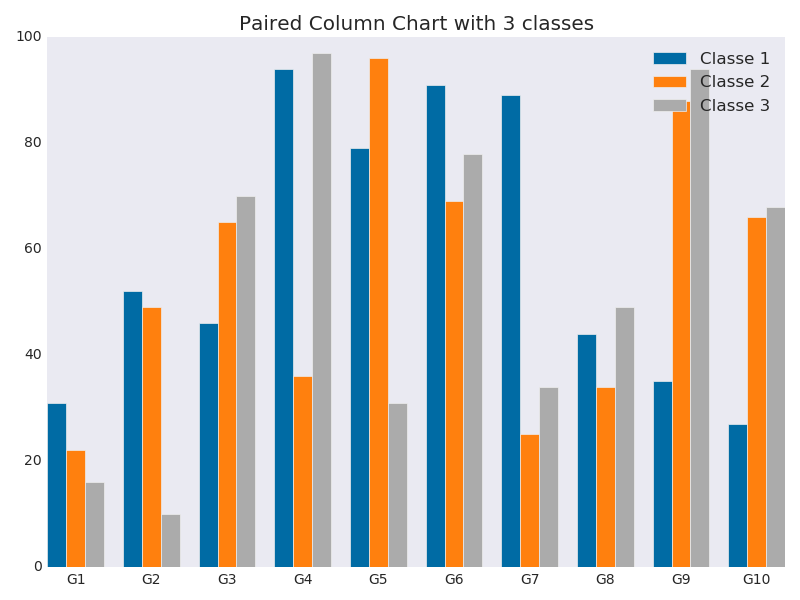 Paired Column Chart with 3 classes
100
80
60
40
20
0
Classe 1
Classe 2
Classe 3
G1 G2 G3 G4 G5 G6 G7 G8 G9 G10